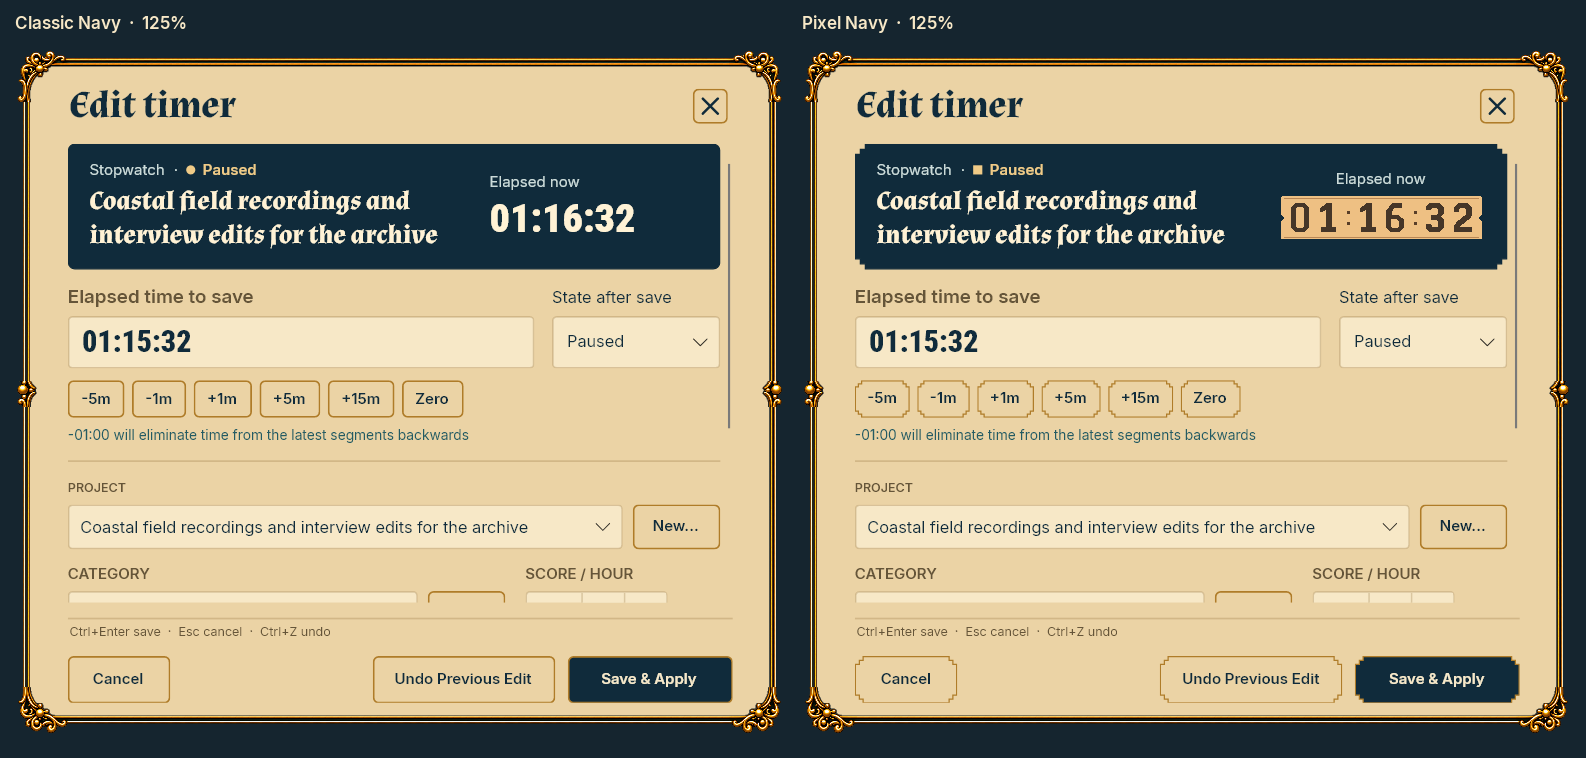 Classic Navy · 125%
Edit timer
Stopwatch · Paused
Coastal field recordings and
interview edits for the archive
Elapsed now
01:16:32
Elapsed time to save
State after save
01:15:32
Paused
-5m -1m +1m +5m +15m Zero
-01:00 will eliminate time from the latest segments backwards
PROJECT
Coastal field recordings and interview edits for the archive
New...
CATEGORY
SCORE / HOUR
Ctrl+Enter save · Esc cancel · Ctrl+Z undo
Cancel
Undo Previous Edit
Save & Apply
Pixel Navy · 125%
Edit timer
Stopwatch · Paused
Coastal field recordings and
interview edits for the archive
Elapsed now
01:16:32
Elapsed time to save
State after save
01:15:32
Paused
-5m -1m +1m +5m +15m Zero
-01:00 will eliminate time from the latest segments backwards
PROJECT
Coastal field recordings and interview edits for the archive
New...
CATEGORY
SCORE / HOUR
Ctrl+Enter save · Esc cancel · Ctrl+Z undo
Cancel
Undo Previous Edit
Save & Apply